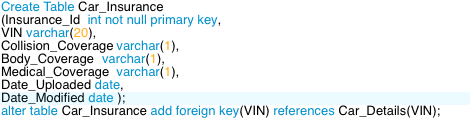 Create Table Car_Insurance
(Insurance_Id  int not null primary key,
VIN varchar(20),
Collision_Coverage varchar(1),
Body_Coverage  varchar(1),
Medical_Coverage  varchar(1),
Date_Uploaded date,
Date_Modified date );
alter table Car_Insurance add foreign key(VIN) references Car_Details(VIN);